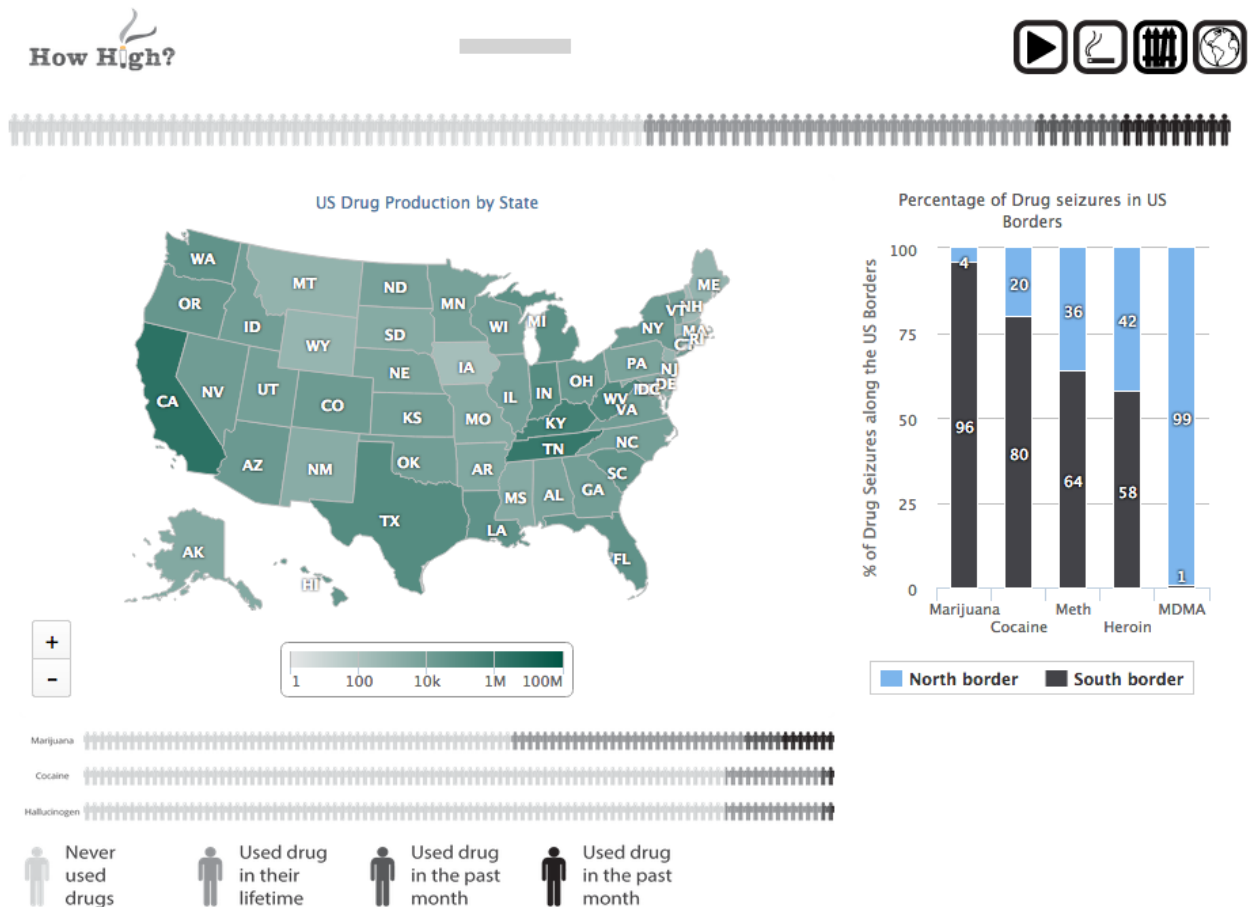 How High?
US Drug Production by State
WA
MT
ND
MN
ME
OR
ID
SD
WI
MI
VT
NH
NY
MA
WY
IA
CT
RI
PA
NJ
NE
OH
DE
NV
UT
IL
IN
DC
CA
CO
WV
VA
KS
MO
KY
NC
TN
AZ
NM
OK
AR
SC
MS
AL
GA
TX
LA
FL
AK
HI
+
-
1 100 10k 1M 100M
Percentage of Drug seizures in US
Borders
% of Drug Seizures along the US Borders
100
75
50
25
0
4
96
20
80
36
64
42
58
99
1
Marijuana
Cocaine
Meth
Heroin
MDMA
North border South border
Marijuana
Cocaine
Hallucinogen
Never
used
drugs
Used drug
in their
lifetime
Used drug
in the past
month
Used drug
in the past
month